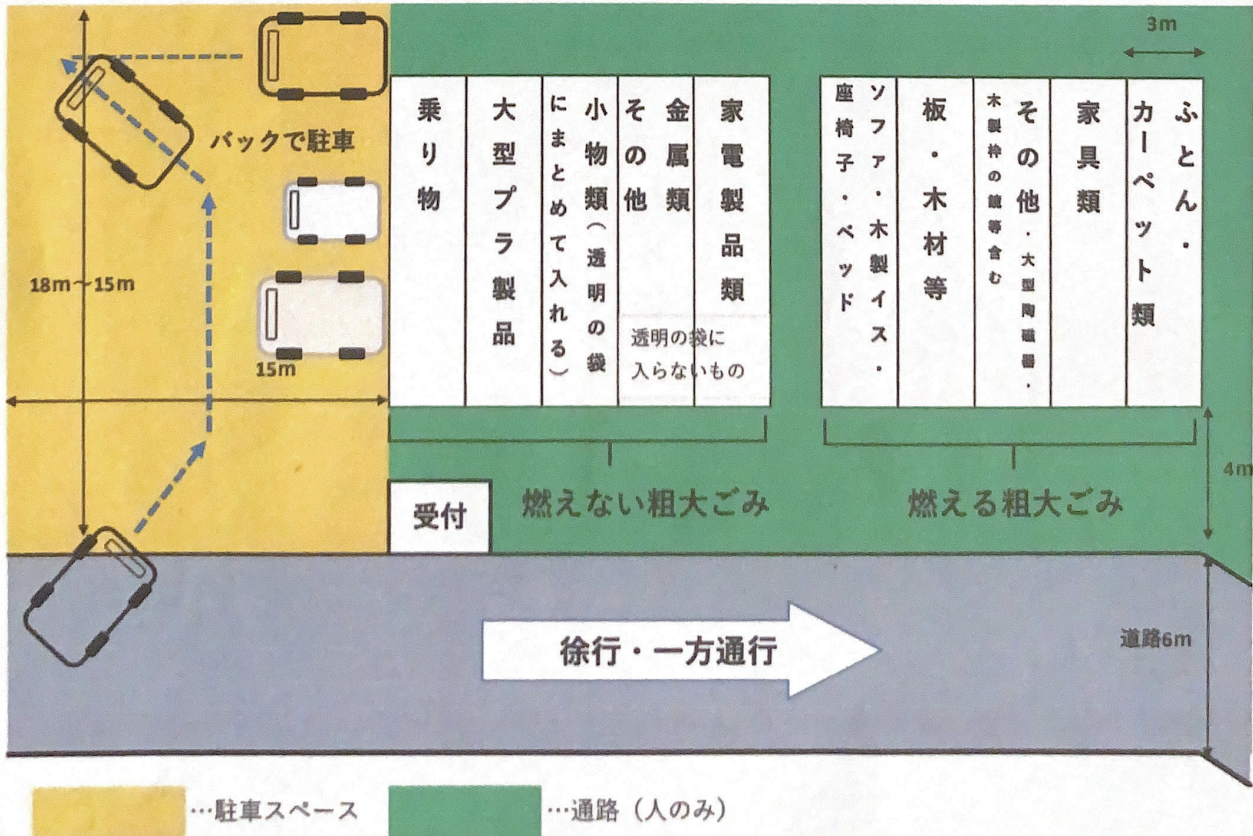 3m
バックで駐車
18m～15m
15m
乗り物
大型プラ製品
小物類（透明の袋
にまとめて入れる）
金属類
その他
家電製品類
透明の袋に
入らないもの
ソファ・木製イス・
座椅子・ベッド
板・木材等
その他・大型陶磁器・
木製枠の鏡等含む
家具類
ふとん・
カーペット類
4m
受付
燃えない粗大ごみ
燃える粗大ごみ
徐行・一方通行
道路6m
…駐車スペース
…通路（人のみ）